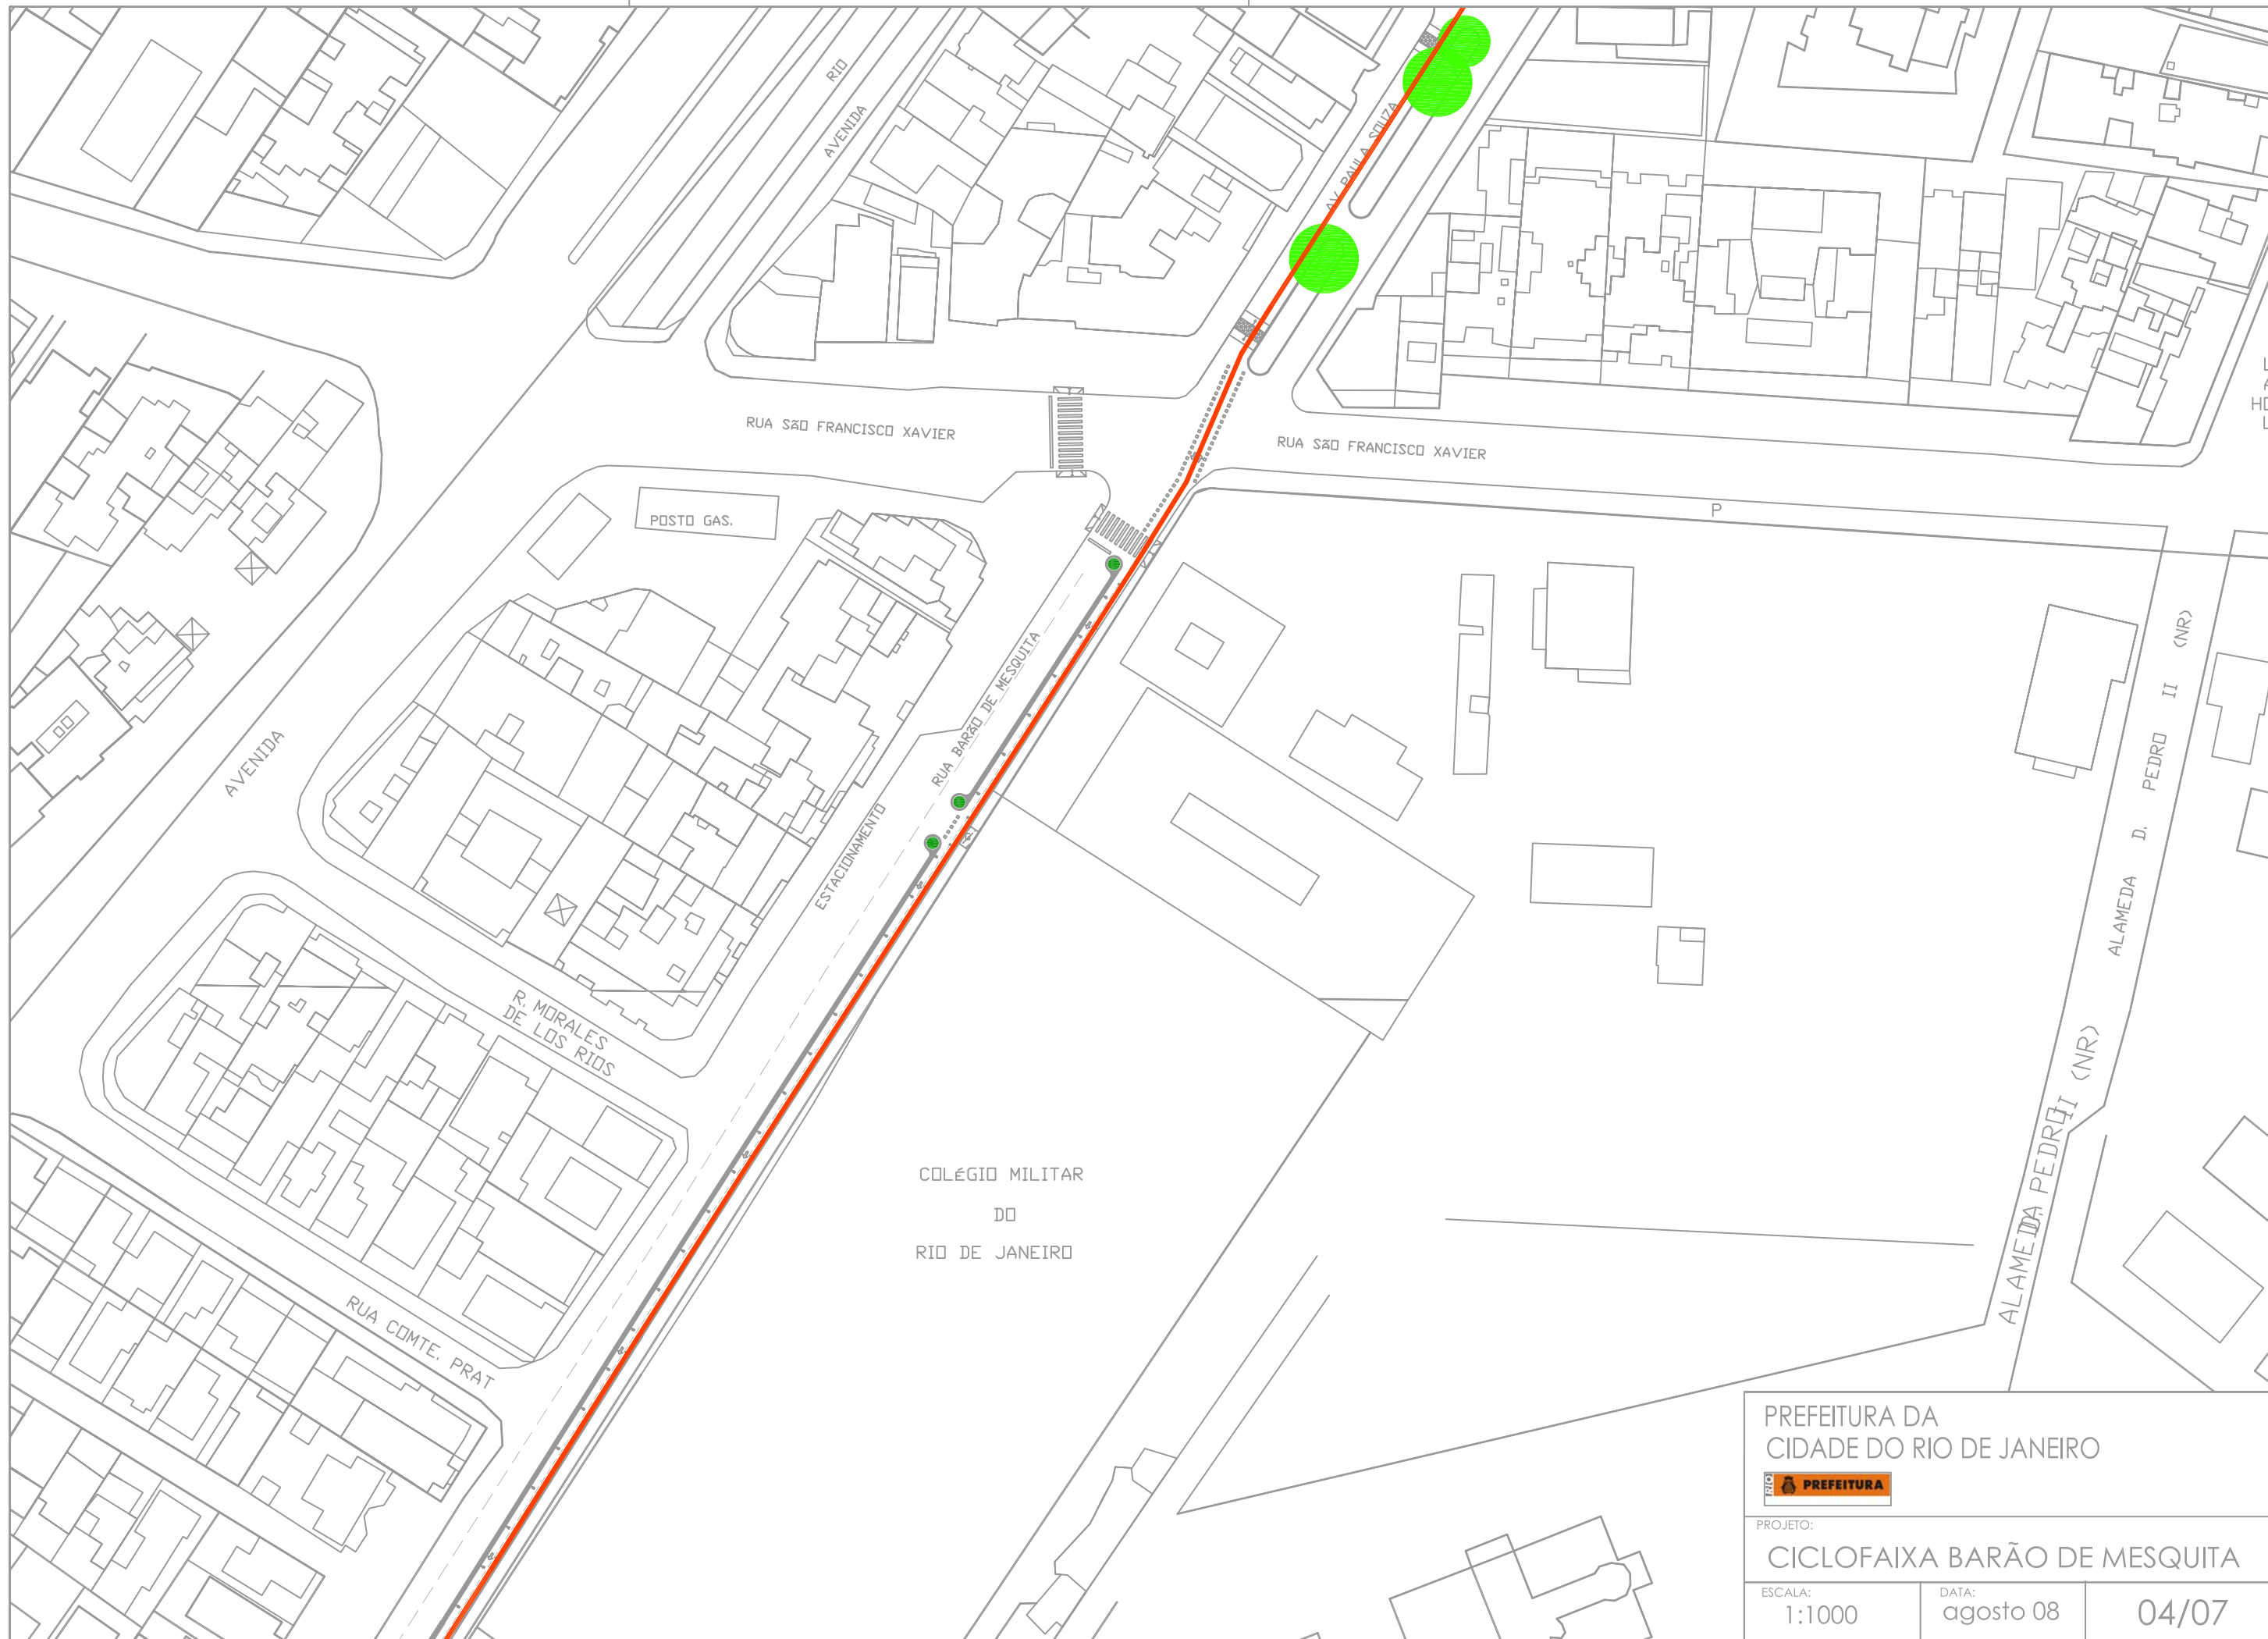 RIO
AVENIDA
AV. PAULA SOUZA
RUA SÃO FRANCISCO XAVIER
RUA SÃO FRANCISCO XAVIER
POSTO GAS.
P
RUA BARÃO DE MESQUITA
ESTACIONAMENTO
AVENIDA
R. MORALES
DE LOS RIOS
RUA COMTE. PRAT
COLÉGIO MILITAR
DO
RIO DE JANEIRO
ALAMEDA D. PEDRO II (NR)
ALAMEDA D. PEDRO II (NR)
PREFEITURA DA
CIDADE DO RIO DE JANEIRO
RIO PREFEITURA
PROJETO:
CICLOFAIXA BARÃO DE MESQUITA
ESCALA:
1:1000
DATA:
agosto 08
04/07